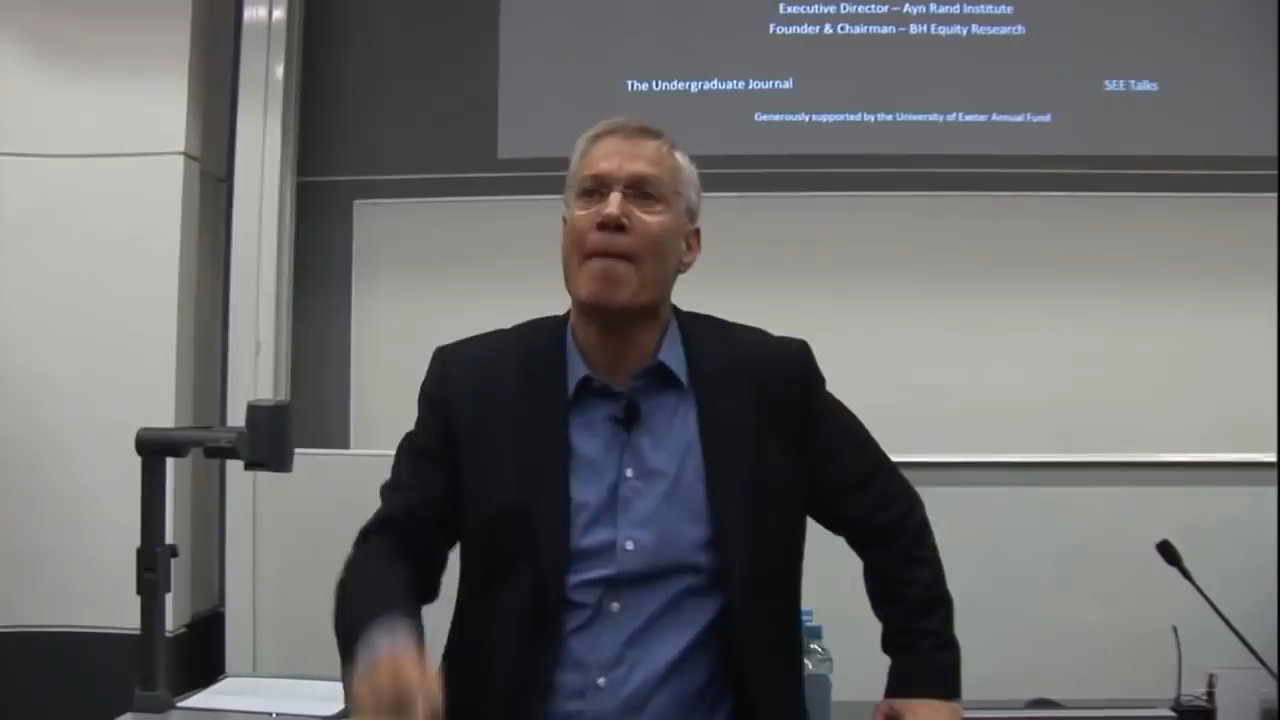 Executive Director – Ayn Rand Institute
Founder & Chairman – BH Equity Research
The Undergraduate Journal
SEE Talks
Generously supported by the University of Exeter Annual Fund